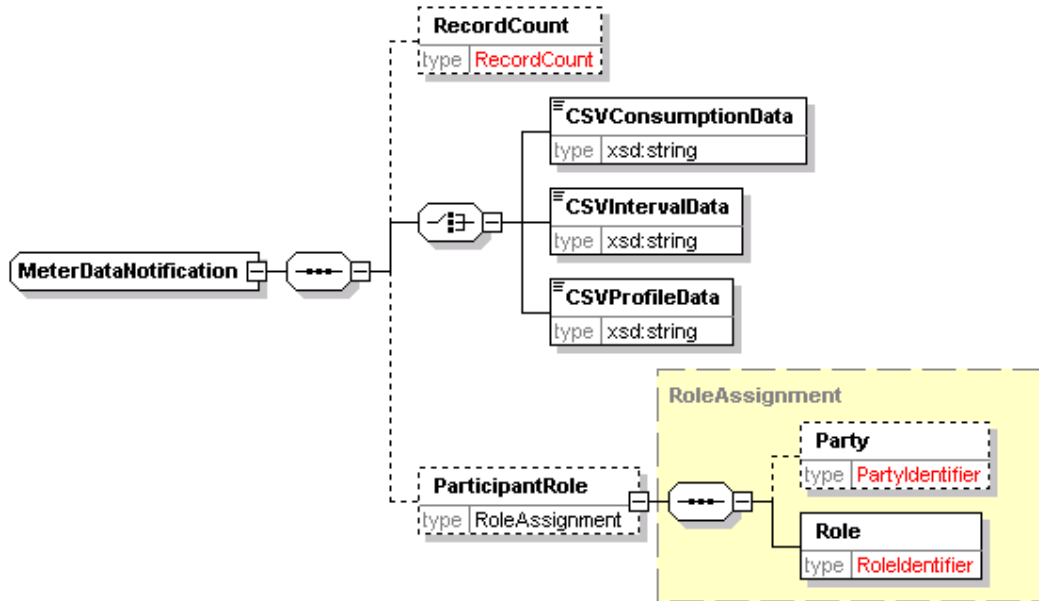 RecordCount
type RecordCount
CSVConsumptionData
type xsd:string
CSVIntervalData
type xsd:string
MeterDataNotification
CSVProfileData
type xsd:string
RoleAssignment
Party
type PartyIdentifier
ParticipantRole
type RoleAssignment
Role
type RoleIdentifier